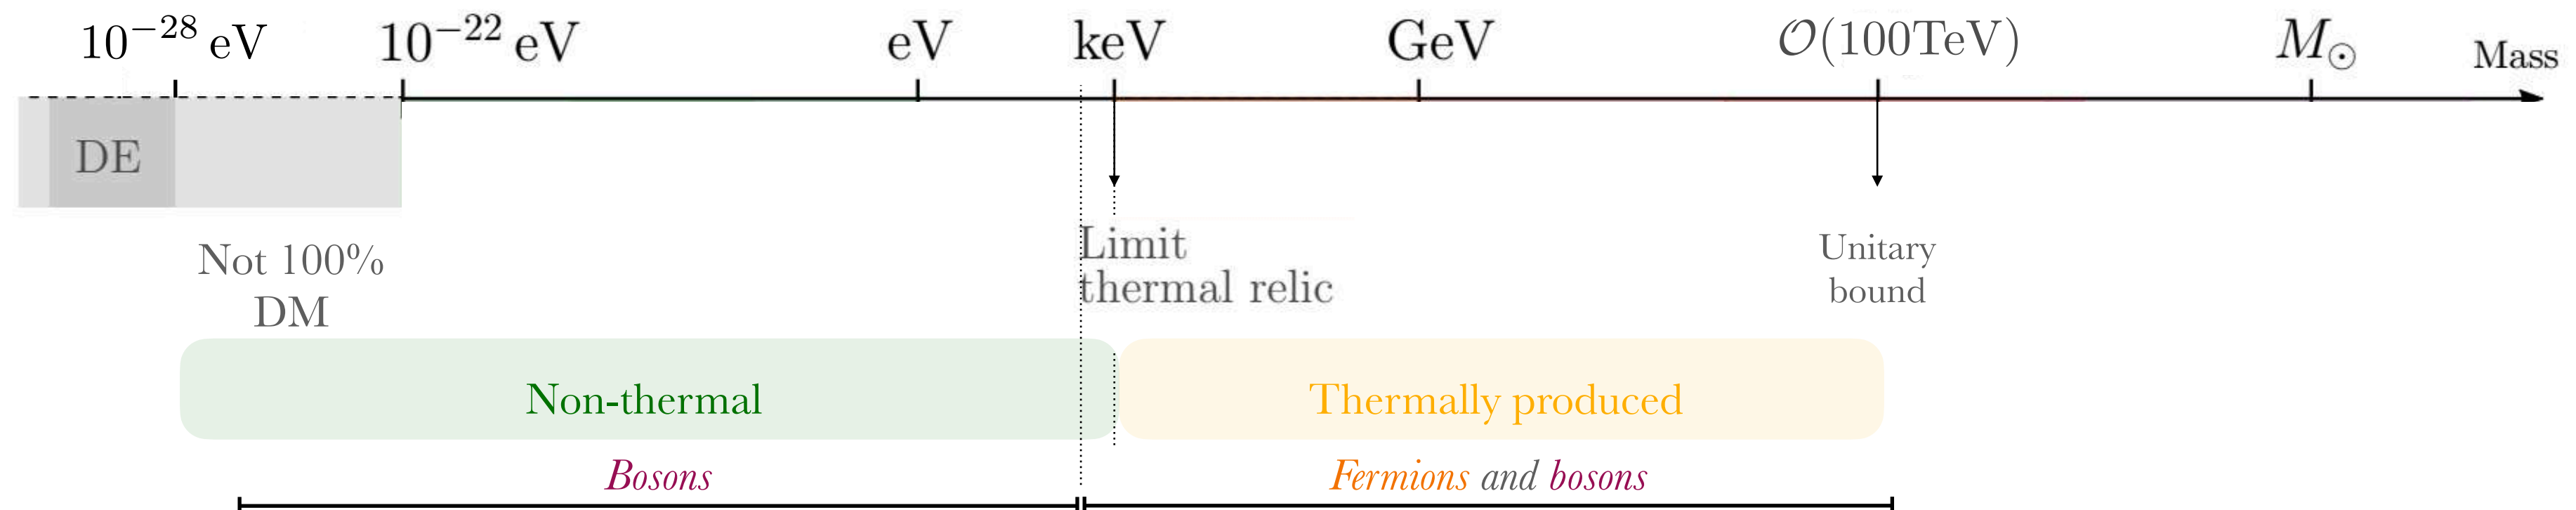 10⁻²⁸ eV 10⁻²² eV eV keV GeV 𝒪(100TeV) M☉ Mass
DE
Not 100%
DM
Limit
thermal relic
Unitary
bound
Non-thermal
Thermally produced
Bosons
Fermions and bosons